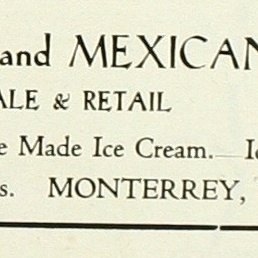 and MEXICAN
ALE & RETAIL
e Made Ice Cream. I
s. MONTERREY,